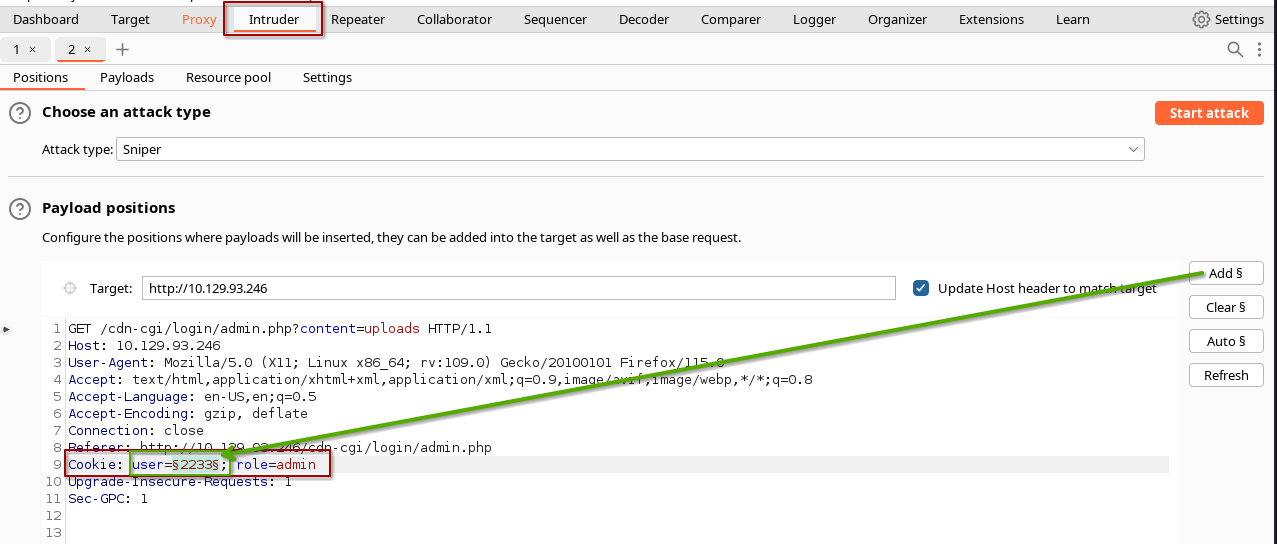 Dashboard Target Proxy Intruder Repeater Collaborator Sequencer Decoder Comparer Logger Organizer Extensions Learn Settings
1 × 2 × +
Positions Payloads Resource pool Settings
? Choose an attack type Start attack
Attack type: Sniper
? Payload positions
Configure the positions where payloads will be inserted, they can be added into the target as well as the base request.
Target: http://10.129.93.246 Update Host header to match target Add §
Clear §
Auto §
Refresh
1 GET /cdn-cgi/login/admin.php?content=uploads HTTP/1.1
2 Host: 10.129.93.246
3 User-Agent: Mozilla/5.0 (X11; Linux x86_64; rv:109.0) Gecko/20100101 Firefox/115.0
4 Accept: text/html,application/xhtml+xml,application/xml;q=0.9,image/avif,image/webp,*/*;q=0.8
5 Accept-Language: en-US,en;q=0.5
6 Accept-Encoding: gzip, deflate
7 Connection: close
8 Referer: http://10.129.93.246/cdn-cgi/login/admin.php
9 Cookie: user=§2233§; role=admin
10 Upgrade-Insecure-Requests: 1
11 Sec-GPC: 1
12
13